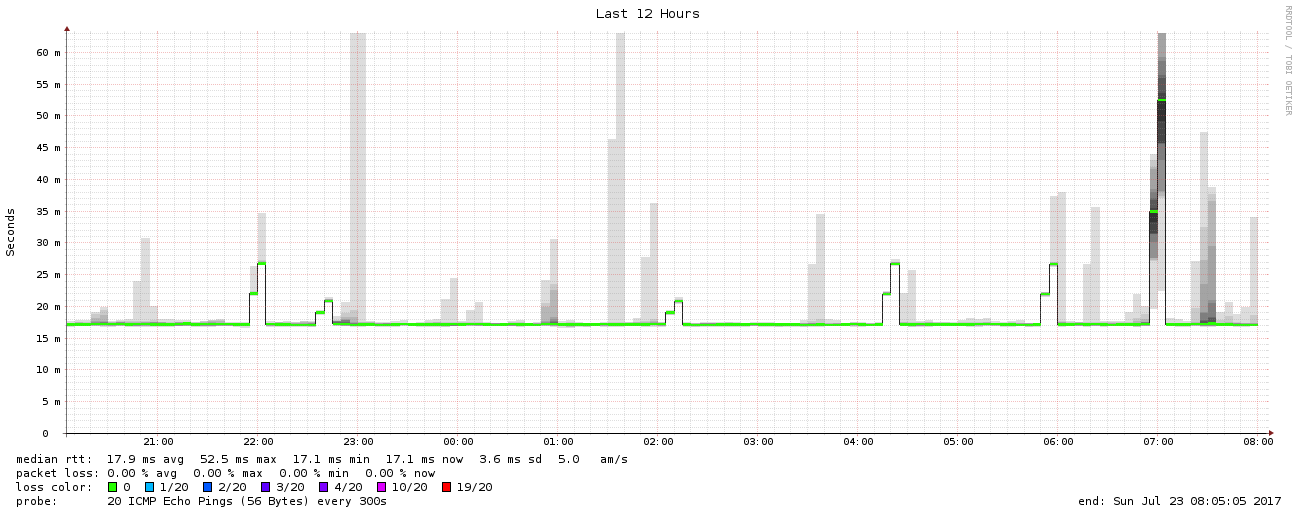 Last 12 Hours
RRDTOOL / TOBI OETIKER
Seconds
60 m
55 m
50 m
45 m
40 m
35 m
30 m
25 m
20 m
15 m
10 m
5 m
0
21:00 22:00 23:00 00:00 01:00 02:00 03:00 04:00 05:00 06:00 07:00 08:00
median rtt: 17.9 ms avg 52.5 ms max 17.1 ms min 17.1 ms now 3.6 ms sd 5.0 am/s
packet loss: 0.00 % avg 0.00 % max 0.00 % min 0.00 % now
loss color: 0 1/20 2/20 3/20 4/20 10/20 19/20
probe: 20 ICMP Echo Pings (56 Bytes) every 300s end: Sun Jul 23 08:05:05 2017